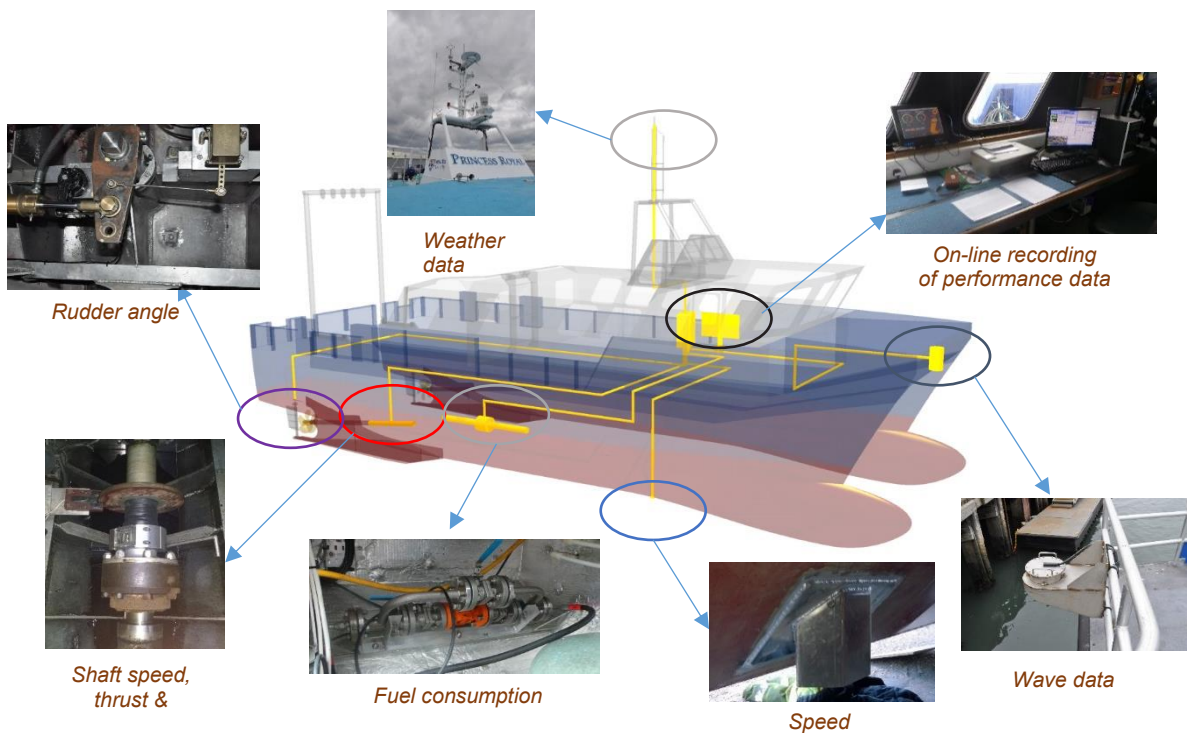 PRINCESS ROYAL
Weather
data
On-line recording
of performance data
Rudder angle
Shaft speed,
thrust &
Fuel consumption
Speed
Wave data